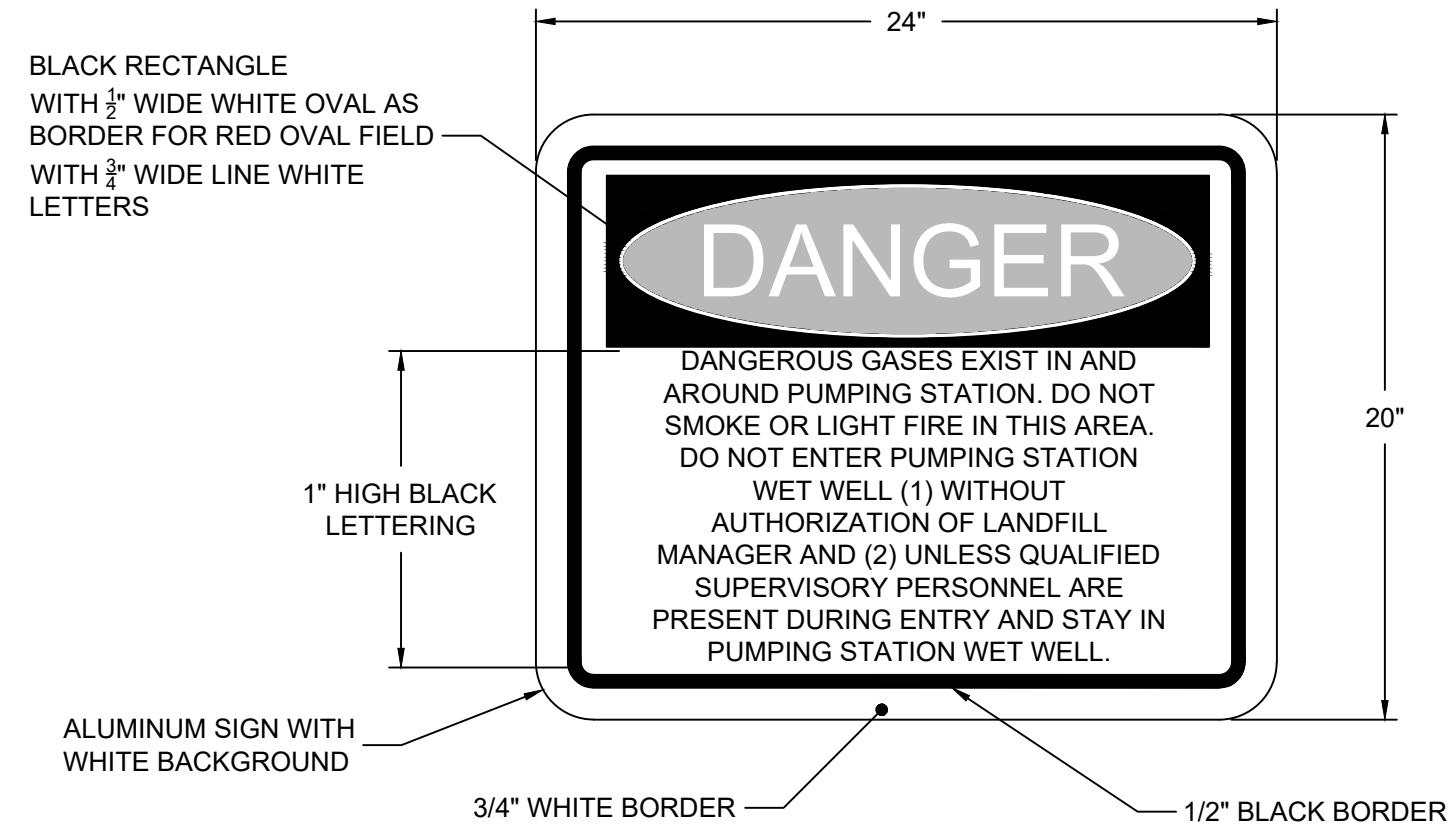 24"
BLACK RECTANGLE
WITH 1/2" WIDE WHITE OVAL AS
BORDER FOR RED OVAL FIELD
WITH 3/4" WIDE LINE WHITE
LETTERS
DANGER
DANGEROUS GASES EXIST IN AND
AROUND PUMPING STATION. DO NOT
SMOKE OR LIGHT FIRE IN THIS AREA.
DO NOT ENTER PUMPING STATION
WET WELL (1) WITHOUT
AUTHORIZATION OF LANDFILL
MANAGER AND (2) UNLESS QUALIFIED
SUPERVISORY PERSONNEL ARE
PRESENT DURING ENTRY AND STAY IN
PUMPING STATION WET WELL.
20"
1" HIGH BLACK
LETTERING
ALUMINUM SIGN WITH
WHITE BACKGROUND
3/4" WHITE BORDER
1/2" BLACK BORDER